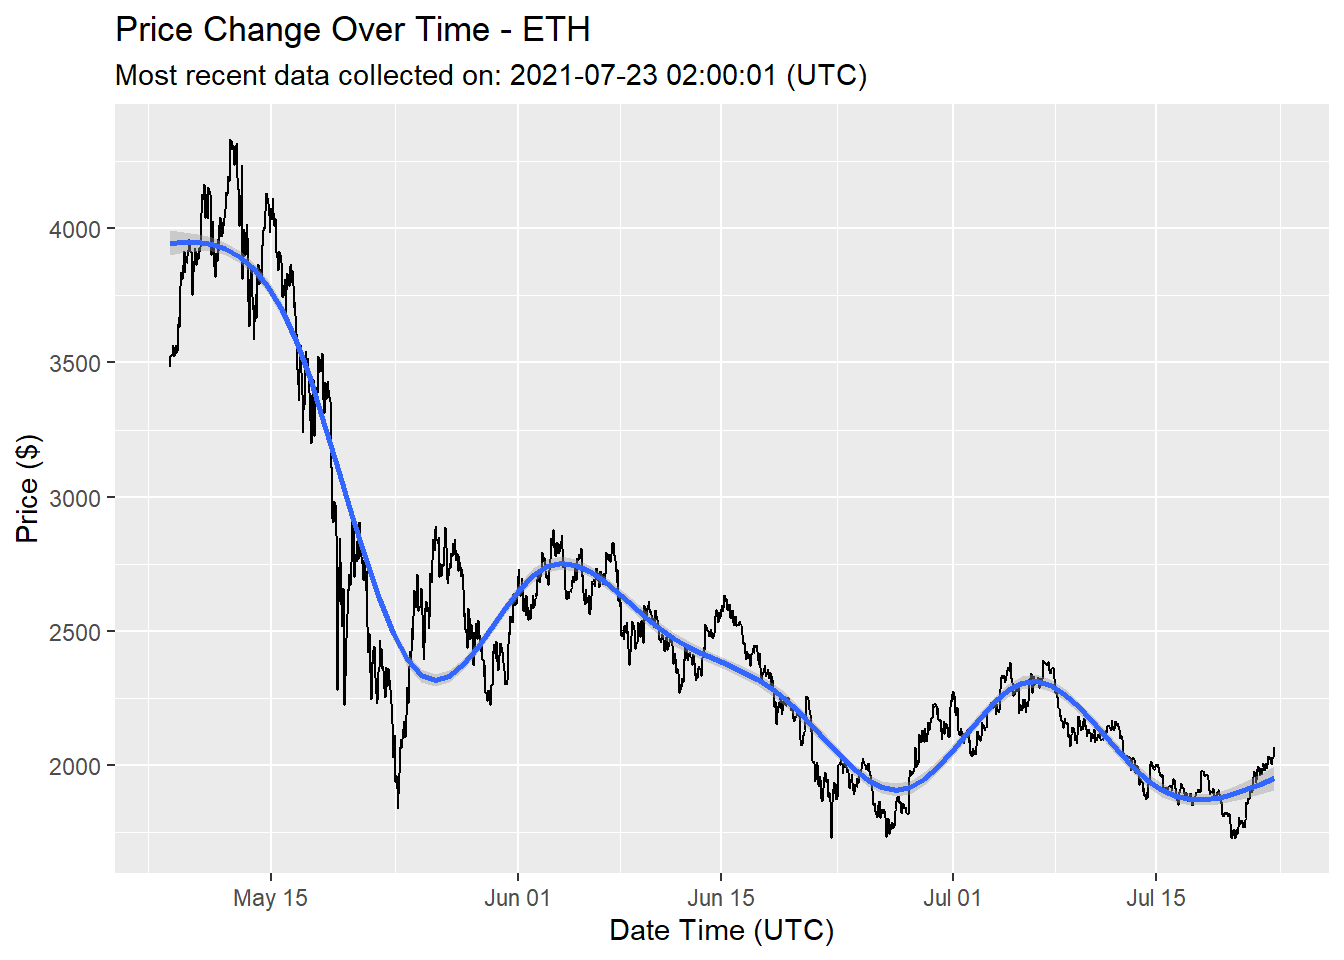 Price Change Over Time - ETH
Most recent data collected on: 2021-07-23 02:00:01 (UTC)
Price ($)
4000
3500
3000
2500
2000
May 15
Jun 01
Jun 15
Jul 01
Jul 15
Date Time (UTC)